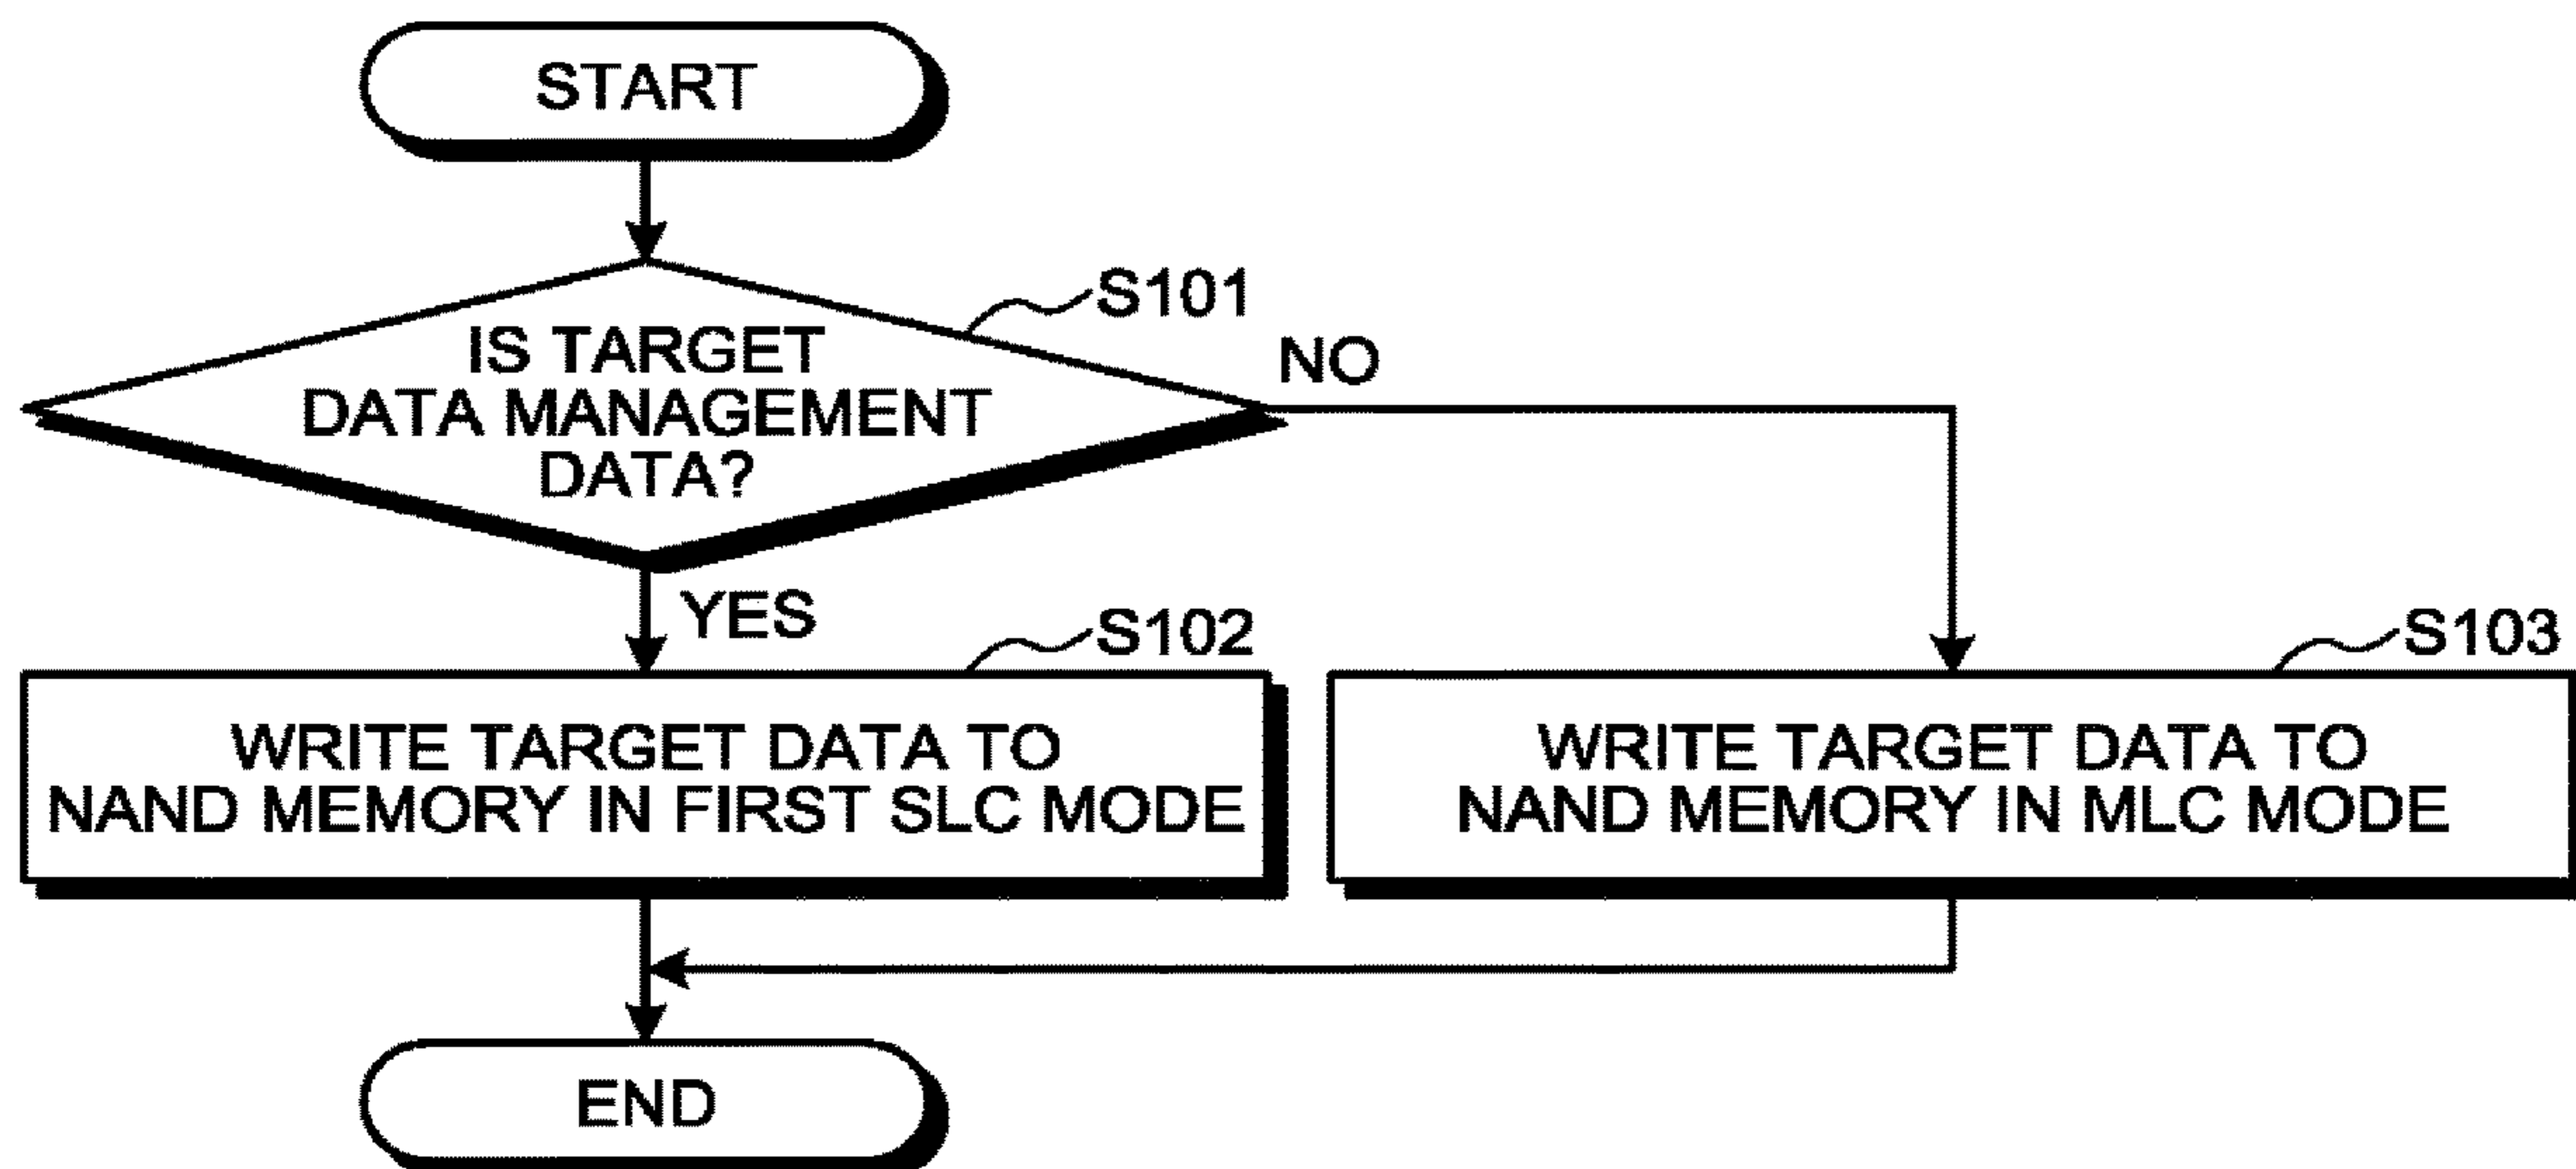 START
S101
IS TARGET
DATA MANAGEMENT
DATA?
NO
YES
S102
S103
WRITE TARGET DATA TO
NAND MEMORY IN FIRST SLC MODE
WRITE TARGET DATA TO
NAND MEMORY IN MLC MODE
END